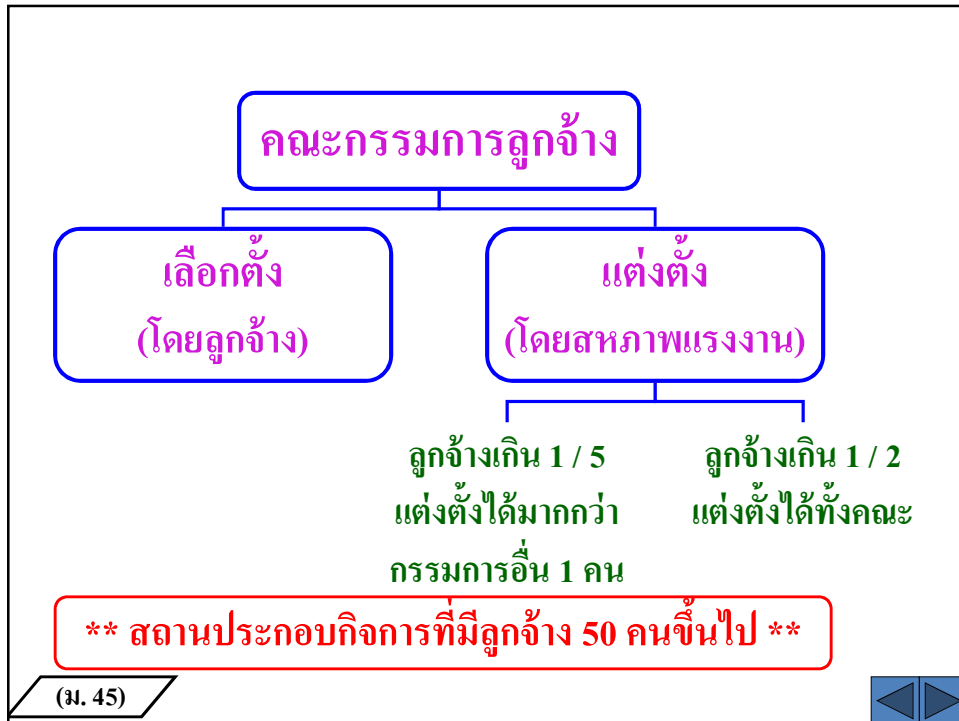 คณะกรรมการลูกจ้าง
เลือกตั้ง
(โดยลูกจ้าง)
แต่งตั้ง
(โดยสหภาพแรงงาน)
ลูกจ้างเกิน 1 / 5
แต่งตั้งได้มากกว่า
กรรมการอื่น 1 คน
ลูกจ้างเกิน 1 / 2
แต่งตั้งได้ทั้งคณะ
** สถานประกอบกิจการที่มีลูกจ้าง 50 คนขึ้นไป **
(ม. 45)